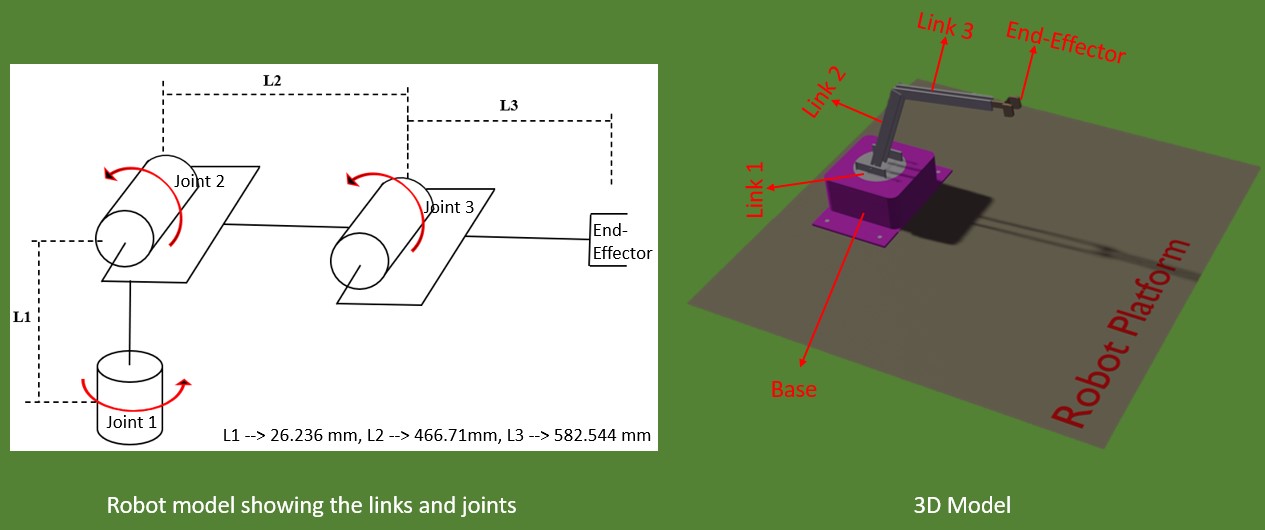 L2
L3
Joint 2
Joint 3
End-
Effector
L1
Joint 1
L1 --> 26.236 mm, L2 --> 466.71mm, L3 --> 582.544 mm
Robot model showing the links and joints
Link 3
End-Effector
Link 2
Link 1
Base
Robot Platform
3D Model